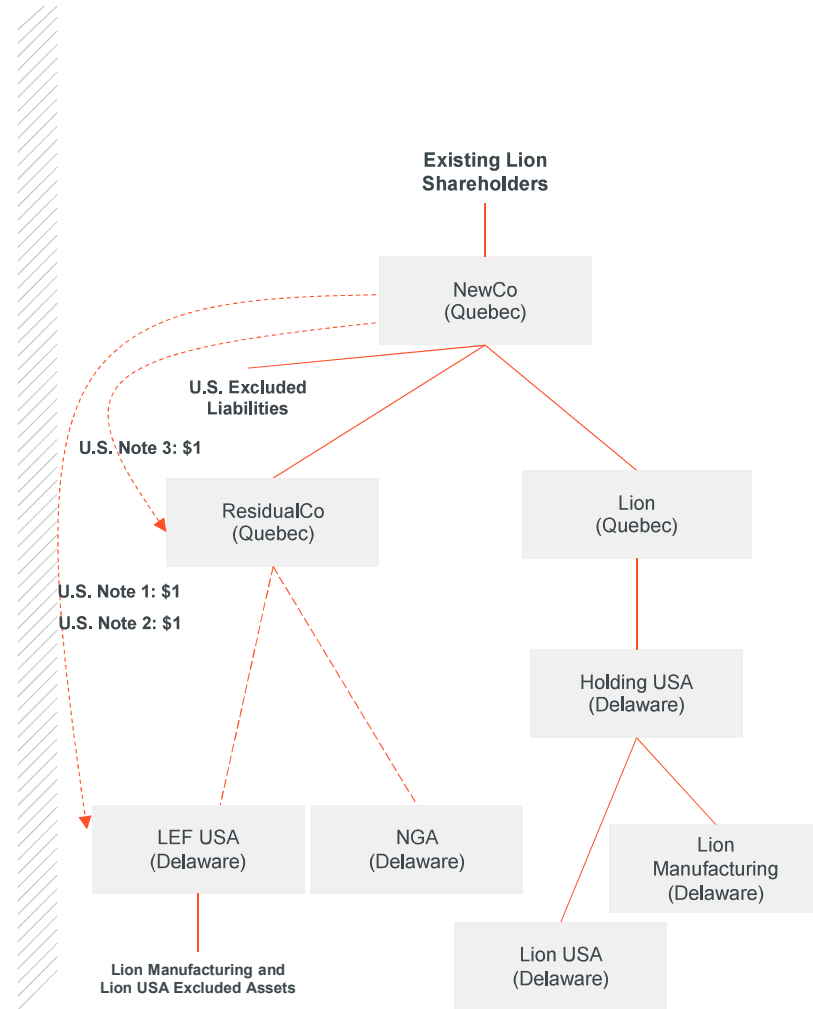 Existing Lion
Shareholders
NewCo
(Quebec)
U.S. Excluded
Liabilities
U.S. Note 3: $1
ResidualCo
(Quebec)
Lion
(Quebec)
U.S. Note 1: $1
U.S. Note 2: $1
Holding USA
(Delaware)
LEF USA
(Delaware)
NGA
(Delaware)
Lion
Manufacturing
(Delaware)
Lion USA
(Delaware)
Lion Manufacturing and
Lion USA Excluded Assets